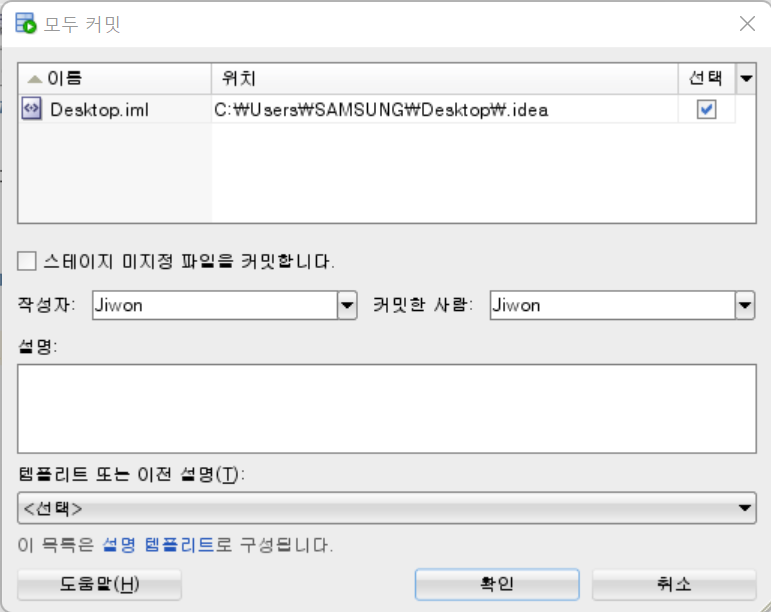 모두 커밋
이름 위치 선택
Desktop.iml C:₩Users₩SAMSUNG₩Desktop₩.idea
스테이지 미지정 파일을 커밋합니다.
작성자: Jiwon 커밋한 사람: Jiwon
설명:
템플리트 또는 이전 설명(T):
<선택>
이 목록은 설명 템플리트로 구성됩니다.
도움말(H) 확인 취소